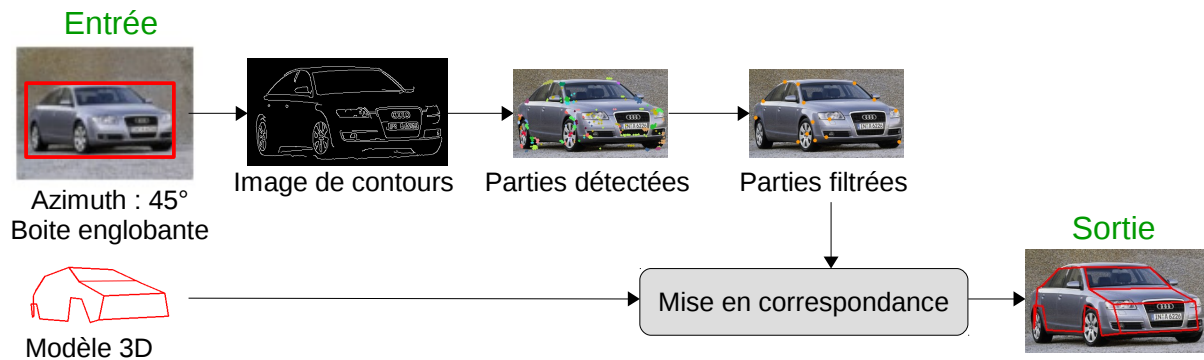 Entrée
Azimuth : 45°
Boite englobante
Image de contours
Parties détectées
Parties filtrées
Modèle 3D
Mise en correspondance
Sortie